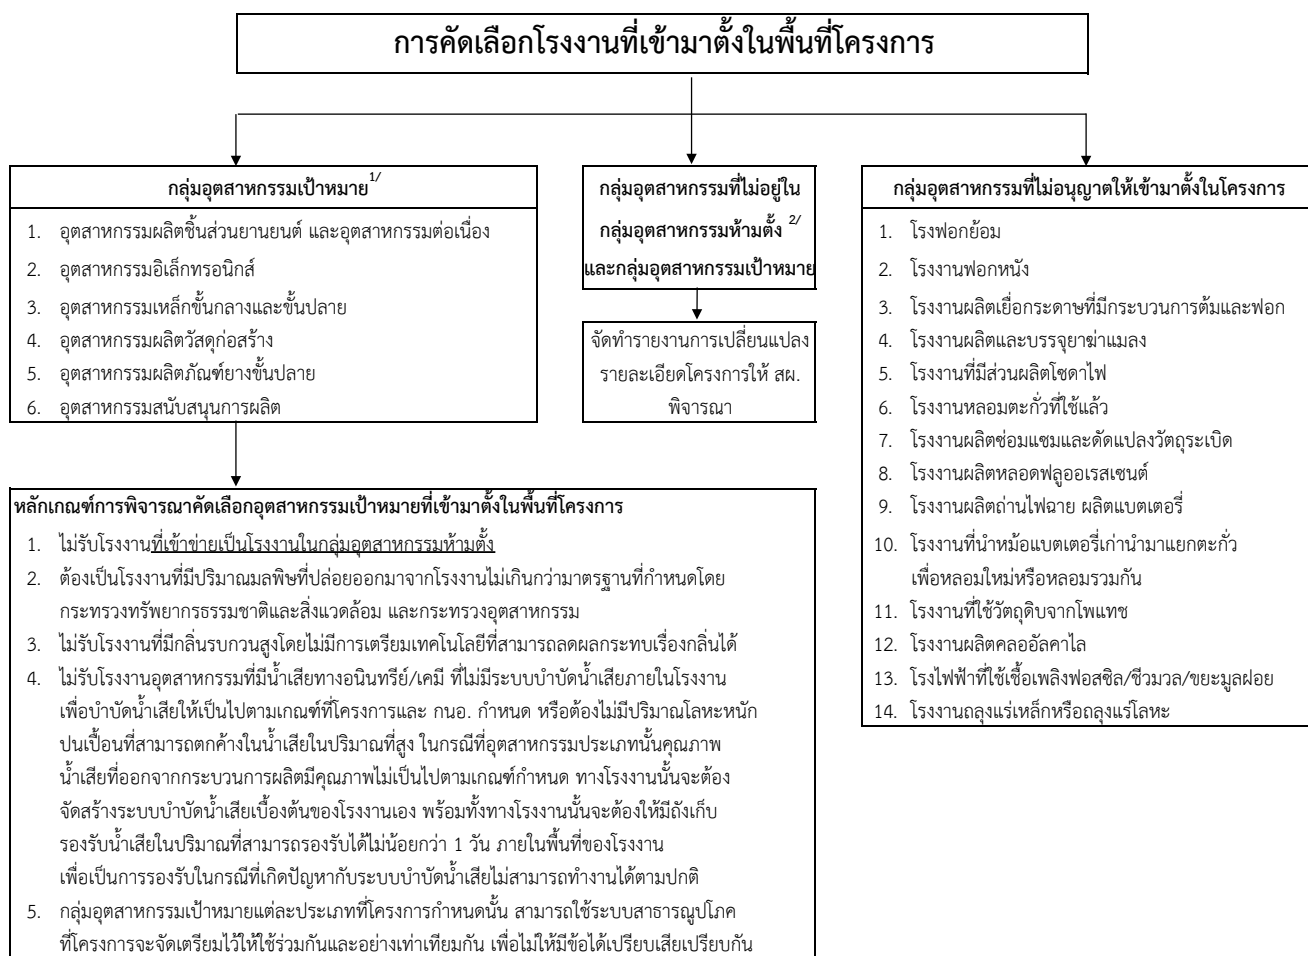 การคัดเลือกโรงงานที่เข้ามาตั้งในพื้นที่โครงการ
กลุ่มอุตสาหกรรมเป้าหมาย1/
1. อุตสาหกรรมผลิตชิ้นส่วนยานยนต์ และอุตสาหกรรมต่อเนื่อง
2. อุตสาหกรรมอิเล็กทรอนิกส์
3. อุตสาหกรรมเหล็กขั้นกลางและขั้นปลาย
4. อุตสาหกรรมผลิตวัสดุก่อสร้าง
5. อุตสาหกรรมผลิตภัณฑ์ยางขั้นปลาย
6. อุตสาหกรรมสนับสนุนการผลิต
กลุ่มอุตสาหกรรมที่ไม่อยู่ใน
กลุ่มอุตสาหกรรมห้ามตั้ง 2/
และกลุ่มอุตสาหกรรมเป้าหมาย
จัดทำรายงานการเปลี่ยนแปลง
รายละเอียดโครงการให้ สผ.
พิจารณา
กลุ่มอุตสาหกรรมที่ไม่อนุญาตให้เข้ามาตั้งในโครงการ
1. โรงฟอกย้อม
2. โรงงานฟอกหนัง
3. โรงงานผลิตเยื่อกระดาษที่มีกระบวนการต้มและฟอก
4. โรงงานผลิตและบรรจุยาฆ่าแมลง
5. โรงงานที่มีส่วนผลิตโซดาไฟ
6. โรงงานหลอมตะกั่วที่ใช้แล้ว
7. โรงงานผลิตซ่อมแซมและดัดแปลงวัตถุระเบิด
8. โรงงานผลิตหลอดฟลูออเรสเซนต์
9. โรงงานผลิตถ่านไฟฉาย ผลิตแบตเตอรี่
10. โรงงานที่นำหม้อแบตเตอรี่เก่านำมาแยกตะกั่ว
เพื่อหลอมใหม่หรือหลอมรวมกัน
11. โรงงานที่ใช้วัตถุดิบจากโพแทช
12. โรงงานผลิตคลออัลคาไล
13. โรงไฟฟ้าที่ใช้เชื้อเพลิงฟอสซิล/ชีวมวล/ขยะมูลฝอย
14. โรงงานถลุงแร่เหล็กหรือถลุงแร่โลหะ
หลักเกณฑ์การพิจารณาคัดเลือกอุตสาหกรรมเป้าหมายที่เข้ามาตั้งในพื้นที่โครงการ
1. ไม่รับโรงงานที่เข้าข่ายเป็นโรงงานในกลุ่มอุตสาหกรรมห้ามตั้ง
2. ต้องเป็นโรงงานที่มีปริมาณมลพิษที่ปล่อยออกมาจากโรงงานไม่เกินกว่ามาตรฐานที่กำหนดโดย
กระทรวงทรัพยากรธรรมชาติและสิ่งแวดล้อม และกระทรวงอุตสาหกรรม
3. ไม่รับโรงงานที่มีกลิ่นรบกวนสูงโดยไม่มีการเตรียมเทคโนโลยีที่สามารถลดผลกระทบเรื่องกลิ่นได้
4. ไม่รับโรงงานอุตสาหกรรมที่มีน้ำเสียทางอนินทรีย์/เคมี ที่ไม่มีระบบบำบัดน้ำเสียภายในโรงงาน
เพื่อบำบัดน้ำเสียให้เป็นไปตามเกณฑ์ที่โครงการและ กนอ. กำหนด หรือต้องไม่มีปริมาณโลหะหนัก
ปนเปื้อนที่สามารถตกค้างในน้ำเสียในปริมาณที่สูง ในกรณีที่อุตสาหกรรมประเภทนั้นคุณภาพ
น้ำเสียที่ออกจากกระบวนการผลิตมีคุณภาพไม่เป็นไปตามเกณฑ์กำหนด ทางโรงงานนั้นจะต้อง
จัดสร้างระบบบำบัดน้ำเสียเบื้องต้นของโรงงานเอง พร้อมทั้งทางโรงงานนั้นจะต้องให้มีถังเก็บ
รองรับน้ำเสียในปริมาณที่สามารถรองรับได้ไม่น้อยกว่า 1 วัน ภายในพื้นที่ของโรงงาน
เพื่อเป็นการรองรับในกรณีที่เกิดปัญหากับระบบบำบัดน้ำเสียไม่สามารถทำงานได้ตามปกติ
5. กลุ่มอุตสาหกรรมเป้าหมายแต่ละประเภทที่โครงการกำหนดนั้น สามารถใช้ระบบสาธารณูปโภค
ที่โครงการจะจัดเตรียมไว้ให้ใช้ร่วมกันและอย่างเท่าเทียมกัน เพื่อไม่ให้มีข้อได้เปรียบเสียเปรียบกัน